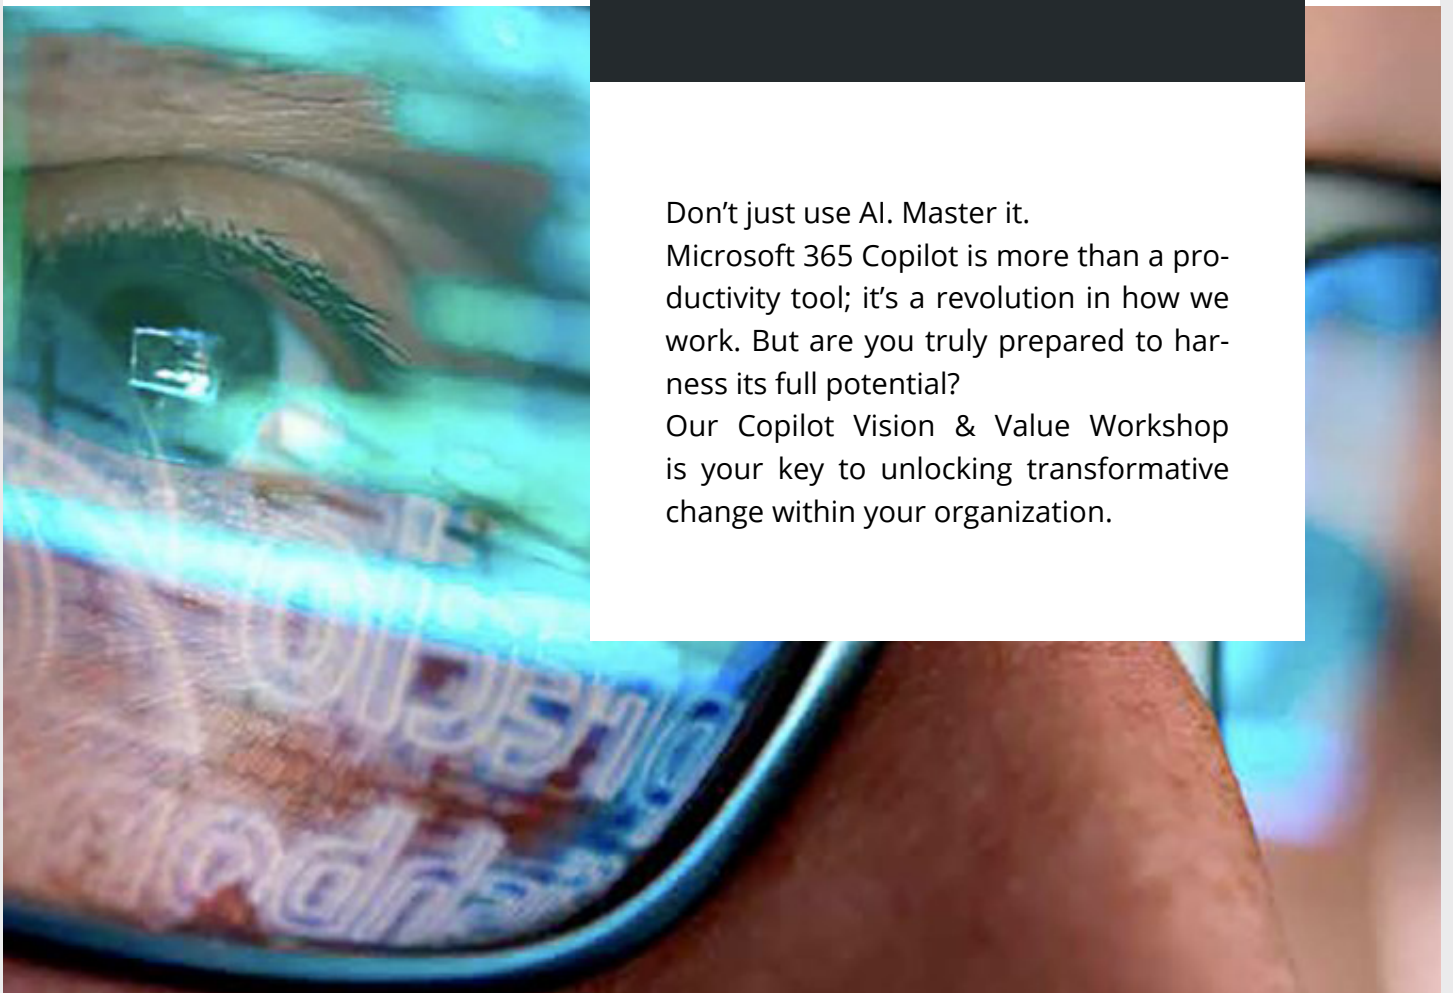 Don’t just use AI. Master it.
Microsoft 365 Copilot is more than a pro-
ductivity tool; it’s a revolution in how we
work. But are you truly prepared to har-
ness its full potential?
Our Copilot Vision & Value Workshop
is your key to unlocking transformative
change within your organization.